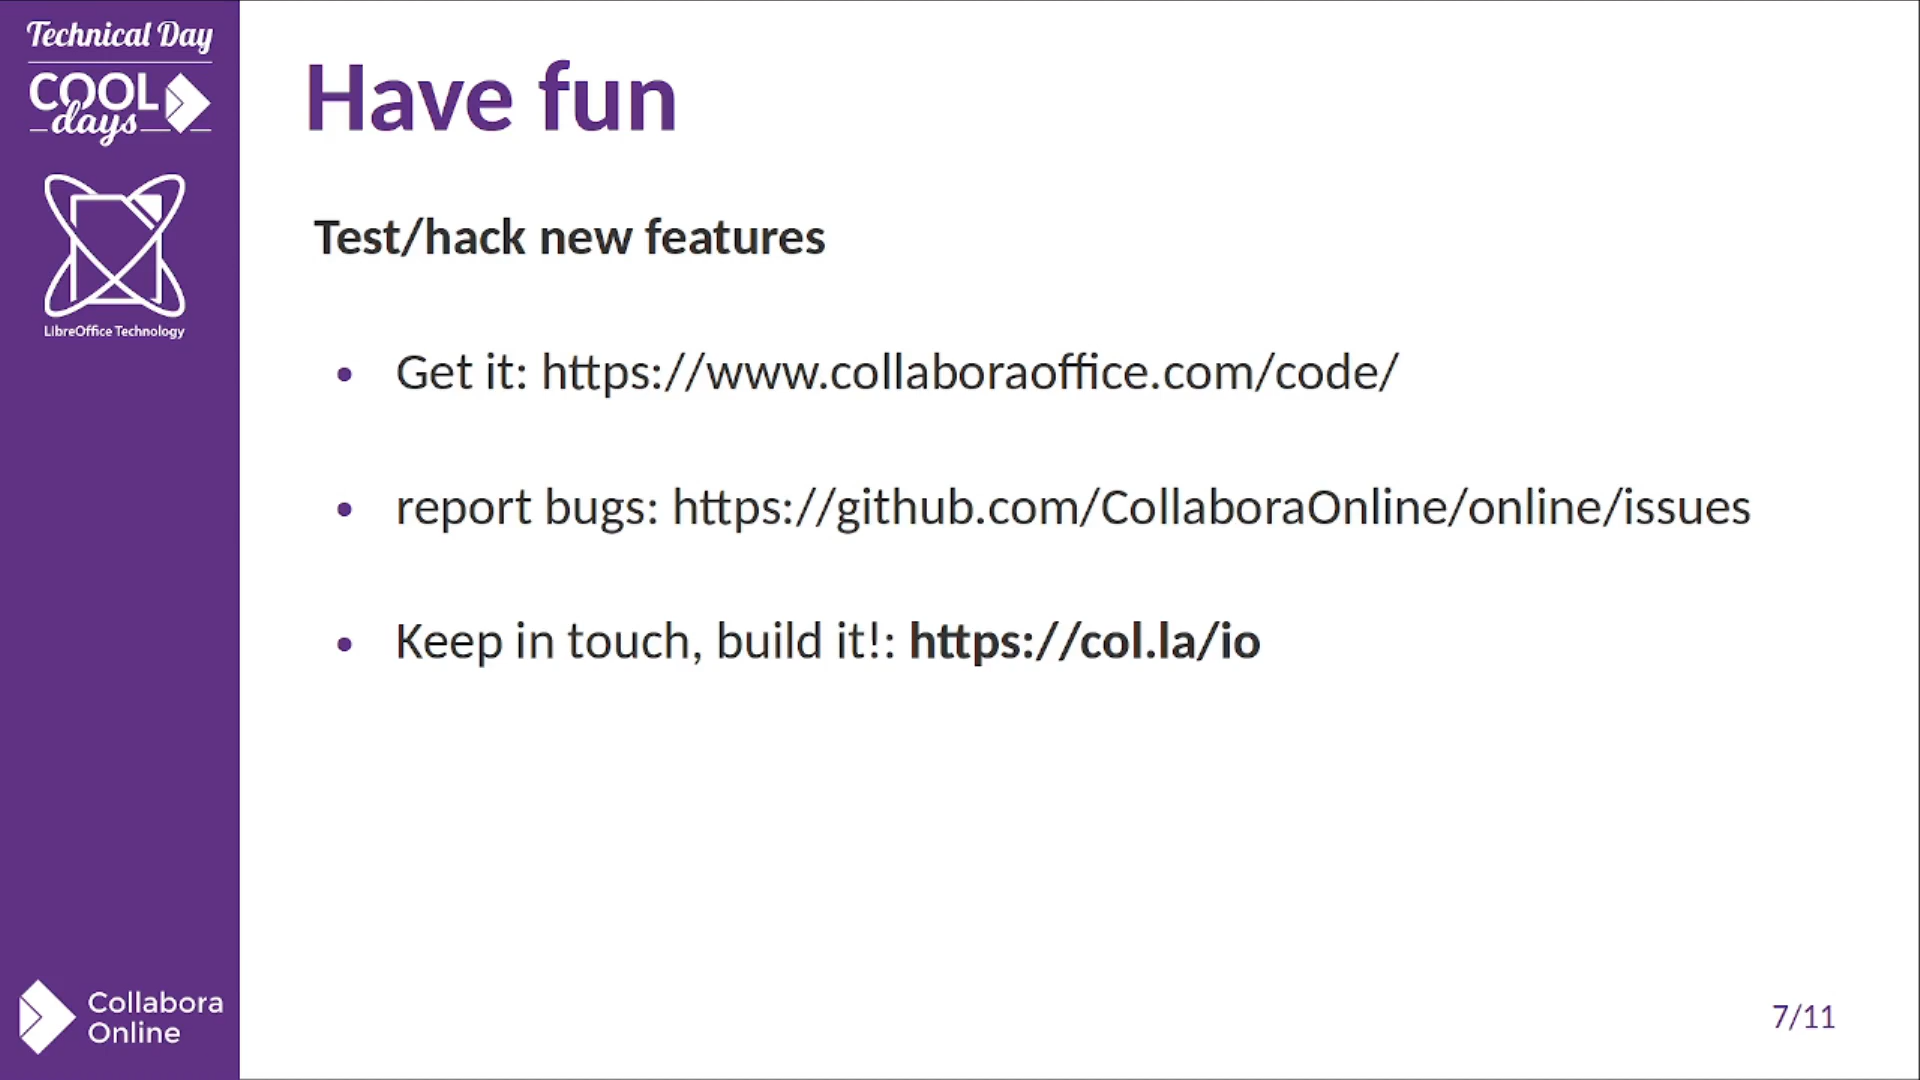 Technical Day
COOL
days
LibreOffice Technology
Have fun
Test/hack new features
• Get it: https://www.collaboraoffice.com/code/
• report bugs: https://github.com/CollaboraOnline/online/issues
• Keep in touch, build it!: https://col.la/io
Collabora
Online
7/11